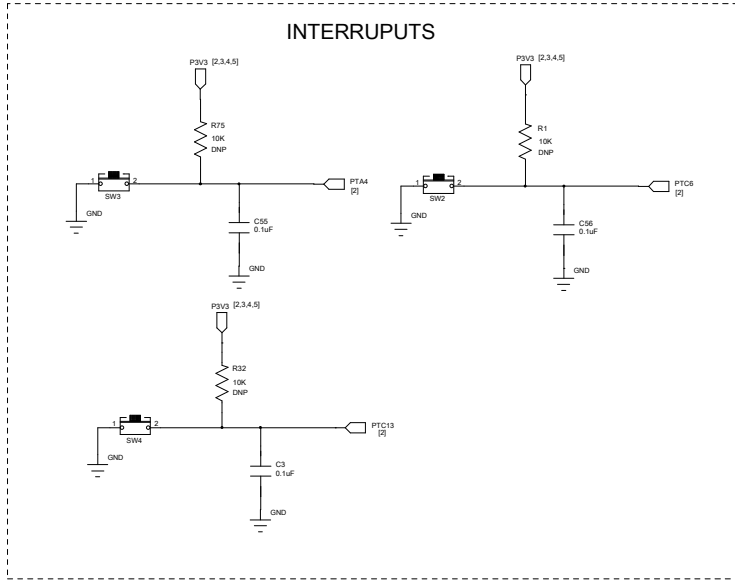 INTERRUPUTS
P3V3 [2,3,4,5]
R75
10K
DNP
1 2
SW3
GND
PTA4
[2]
C55
0.1uF
GND
P3V3 [2,3,4,5]
R1
10K
DNP
1 2
SW2
GND
PTC6
[2]
C56
0.1uF
GND
P3V3 [2,3,4,5]
R32
10K
DNP
1 2
SW4
GND
PTC13
[2]
C3
0.1uF
GND